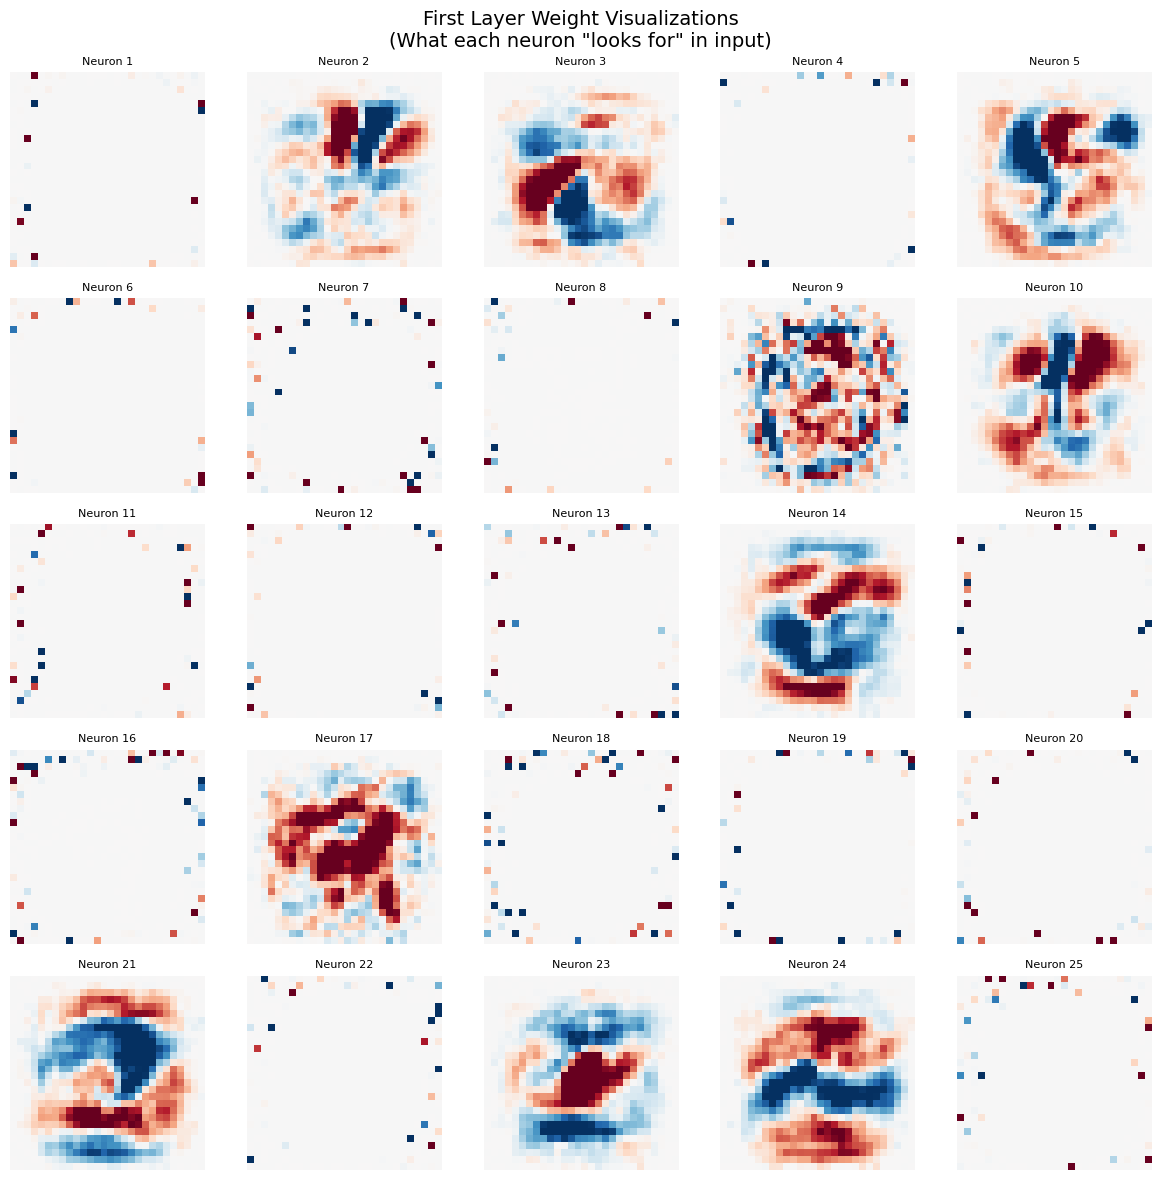 First Layer Weight Visualizations
(What each neuron "looks for" in input)
Neuron 1
Neuron 2
Neuron 3
Neuron 4
Neuron 5
Neuron 6
Neuron 7
Neuron 8
Neuron 9
Neuron 10
Neuron 11
Neuron 12
Neuron 13
Neuron 14
Neuron 15
Neuron 16
Neuron 17
Neuron 18
Neuron 19
Neuron 20
Neuron 21
Neuron 22
Neuron 23
Neuron 24
Neuron 25